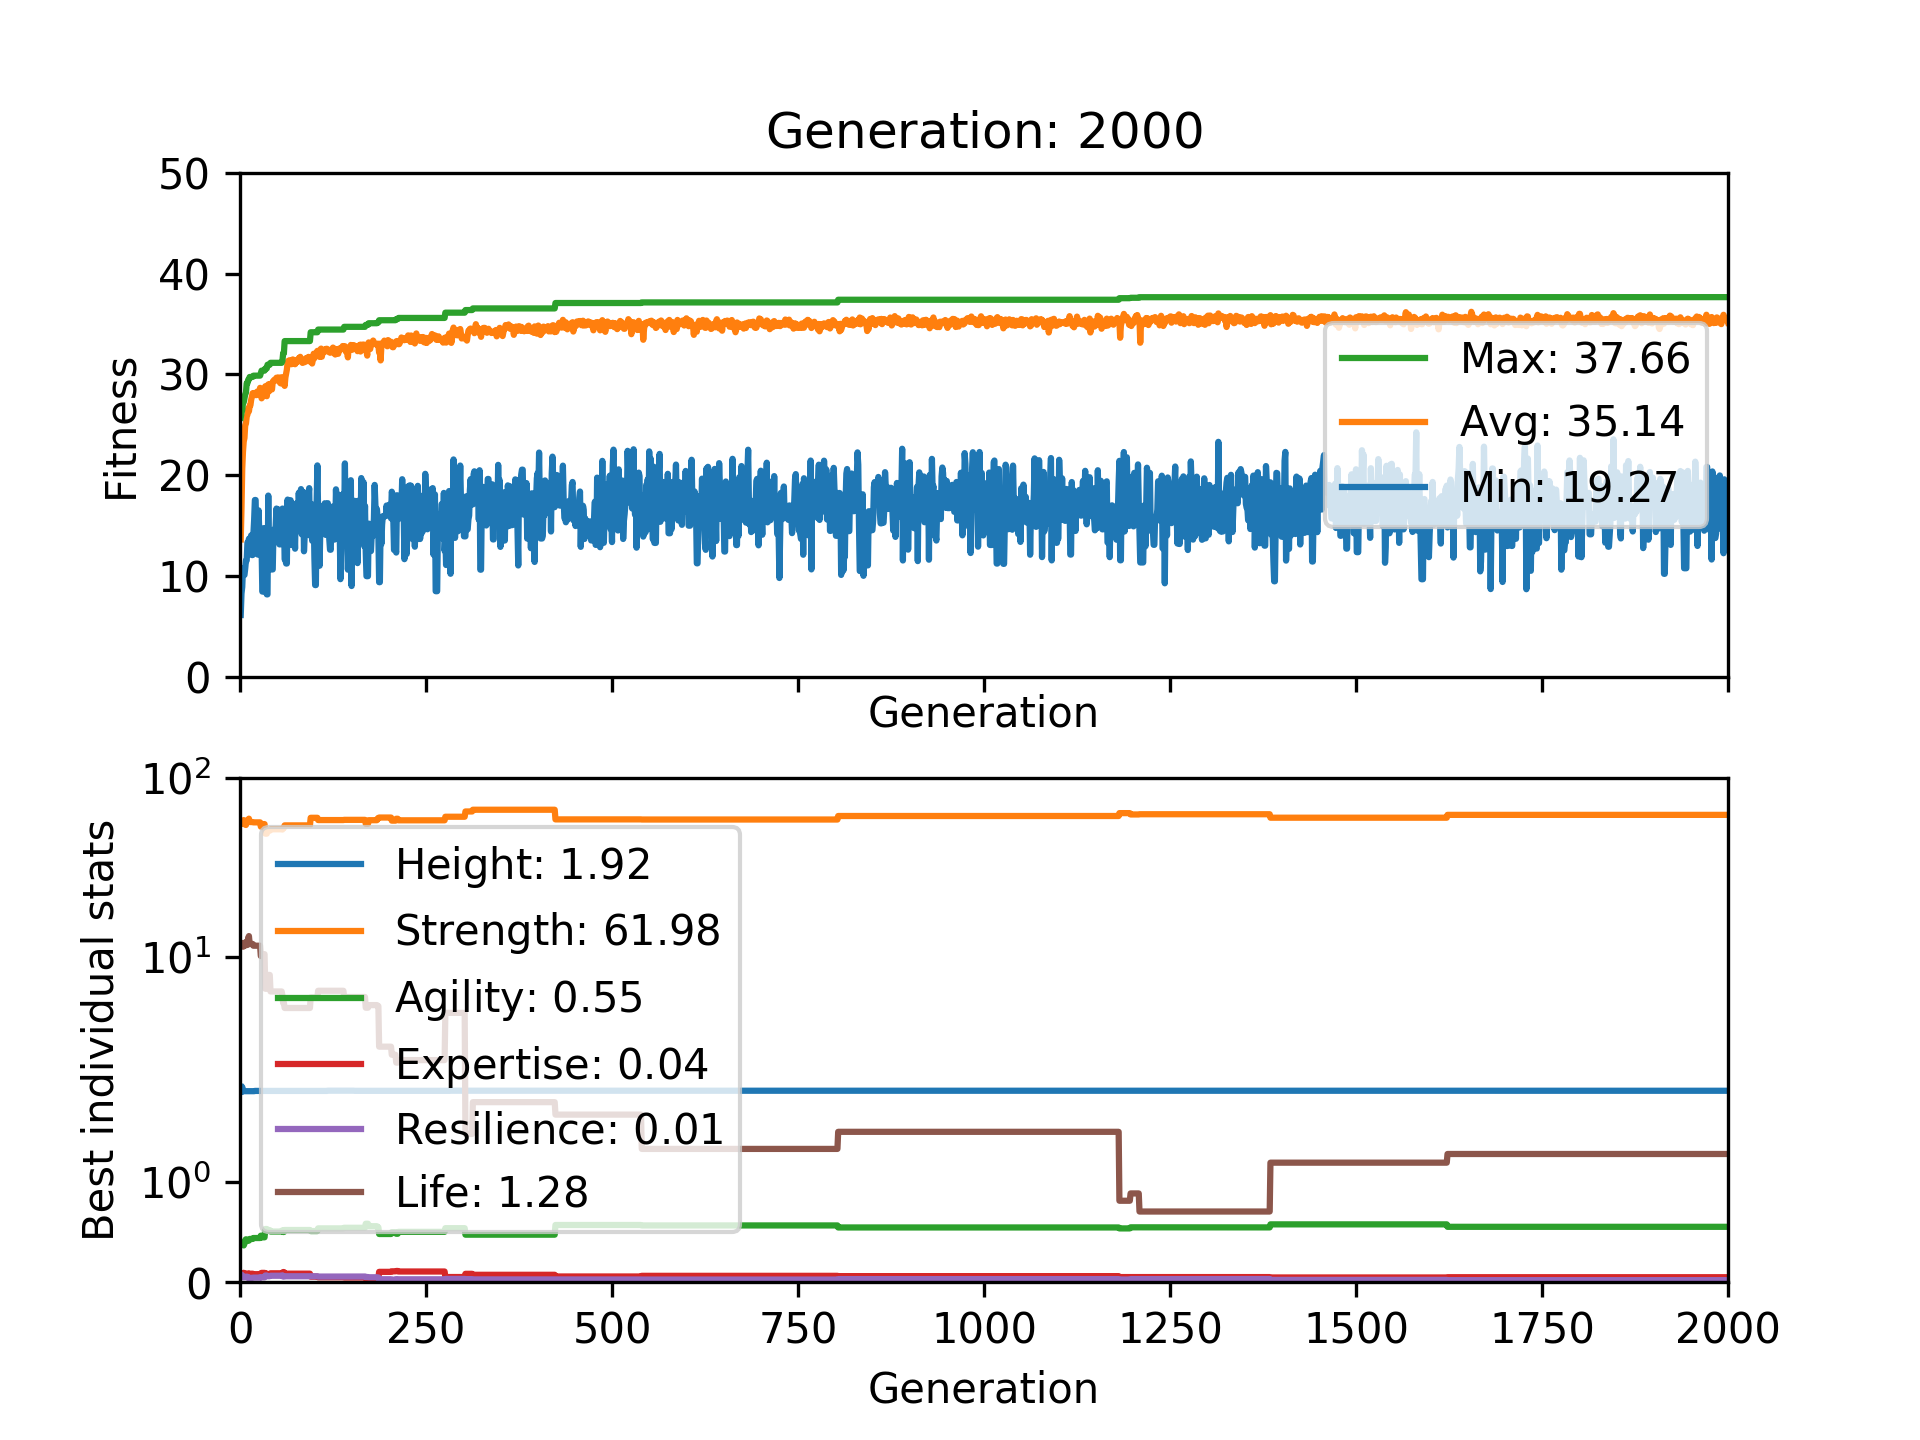 Generation: 2000
50
40
30
20
10
0
Fitness
Max: 37.66
Avg: 35.14
Min: 19.27
Generation
10²
10¹
10⁰
0
Best individual stats
Height: 1.92
Strength: 61.98
Agility: 0.55
Expertise: 0.04
Resilience: 0.01
Life: 1.28
0 250 500 750 1000 1250 1500 1750 2000
Generation